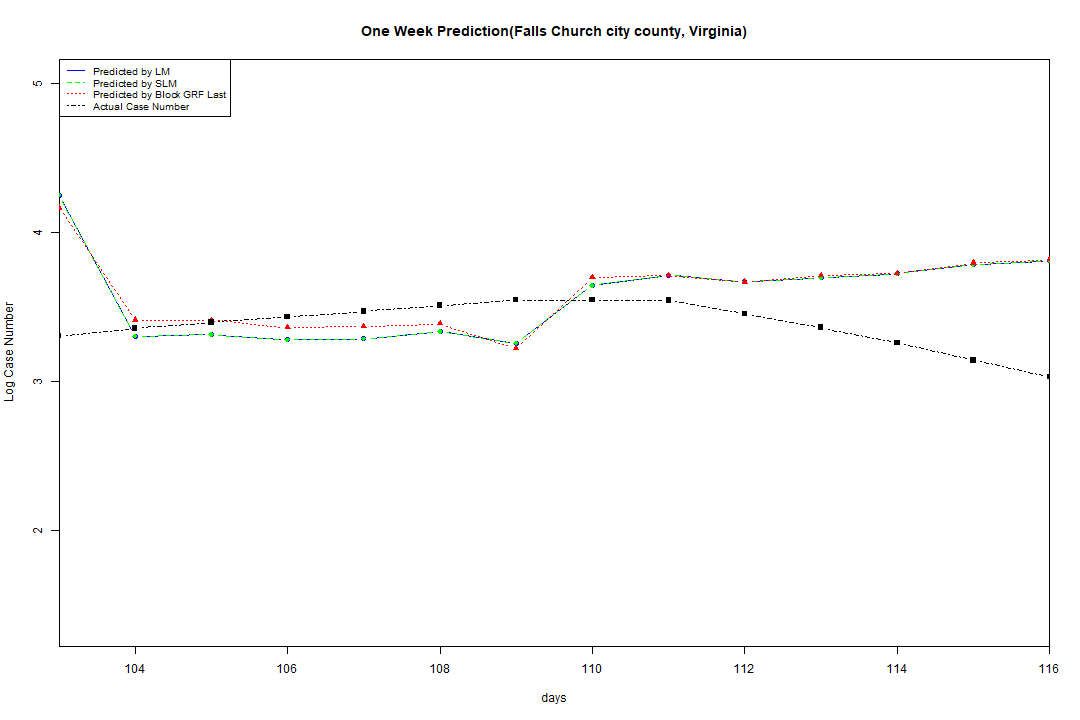 One Week Prediction(Falls Church city county, Virginia)
Predicted by LM
Predicted by SLM
Predicted by Block GRF Last
Actual Case Number
5
4
3
2
Log Case Number
104 106 108 110 112 114 116
days